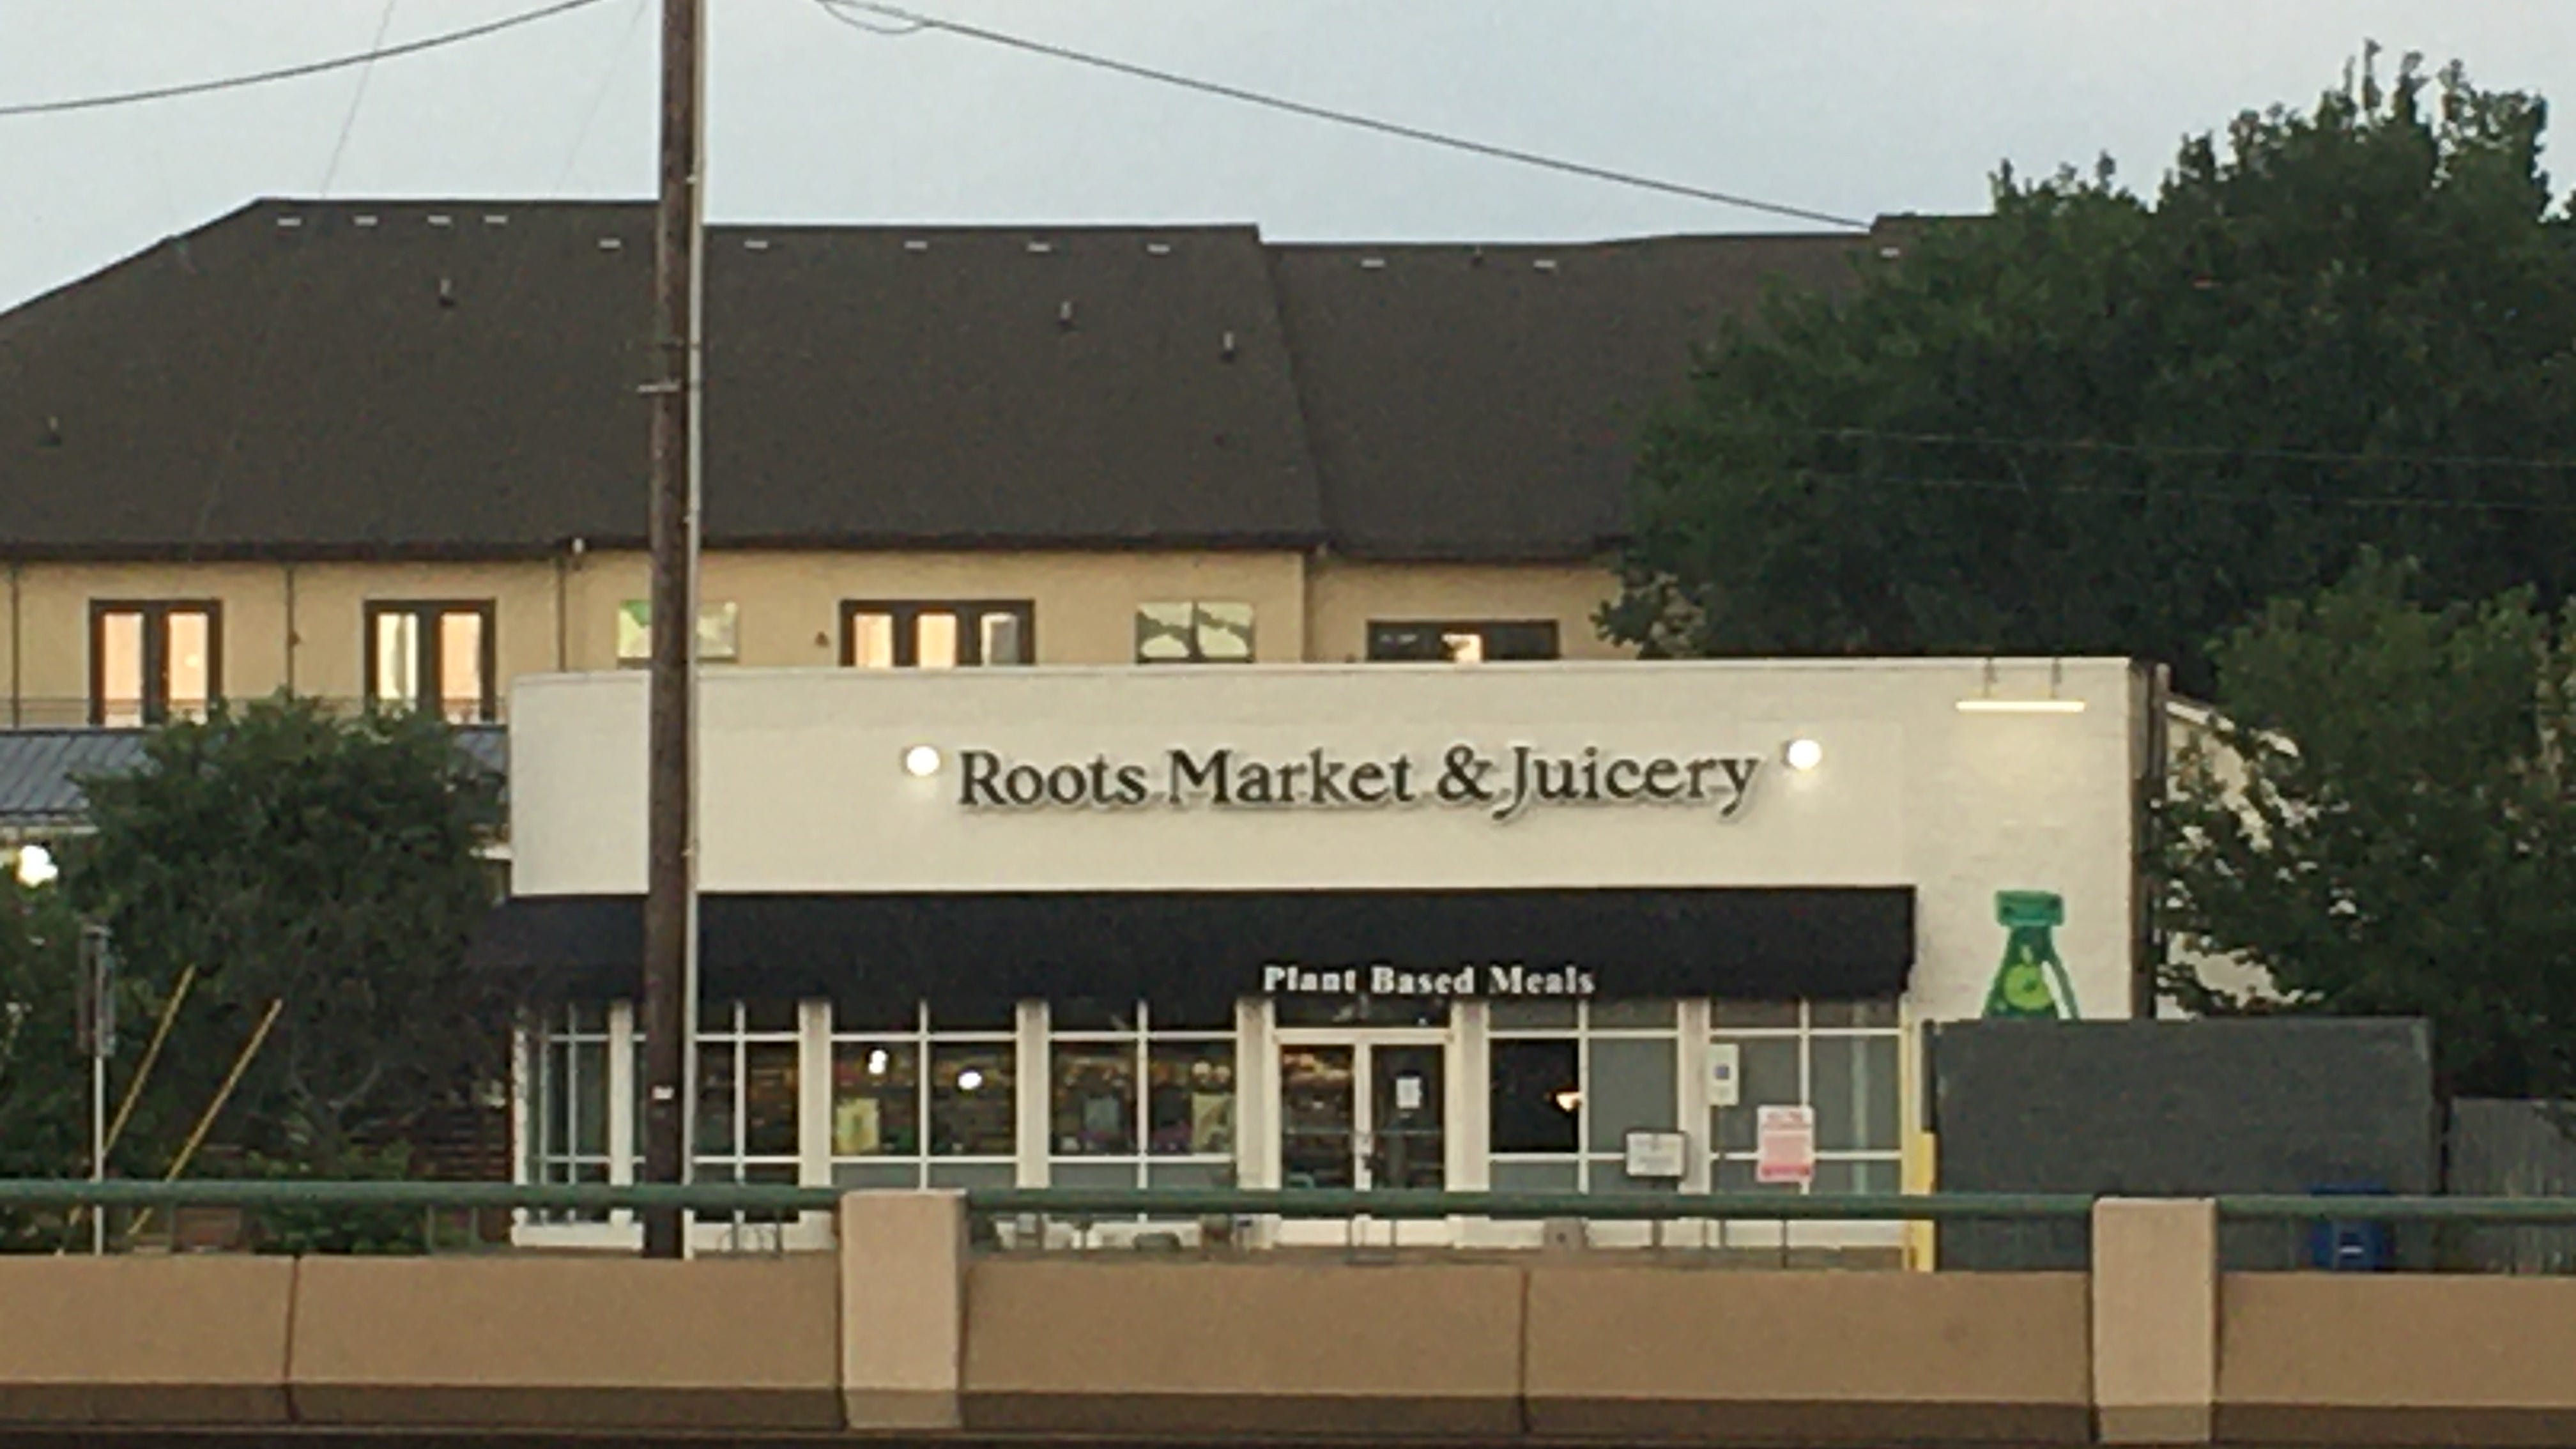 Roots Market & Juicery
Plant Based Meals